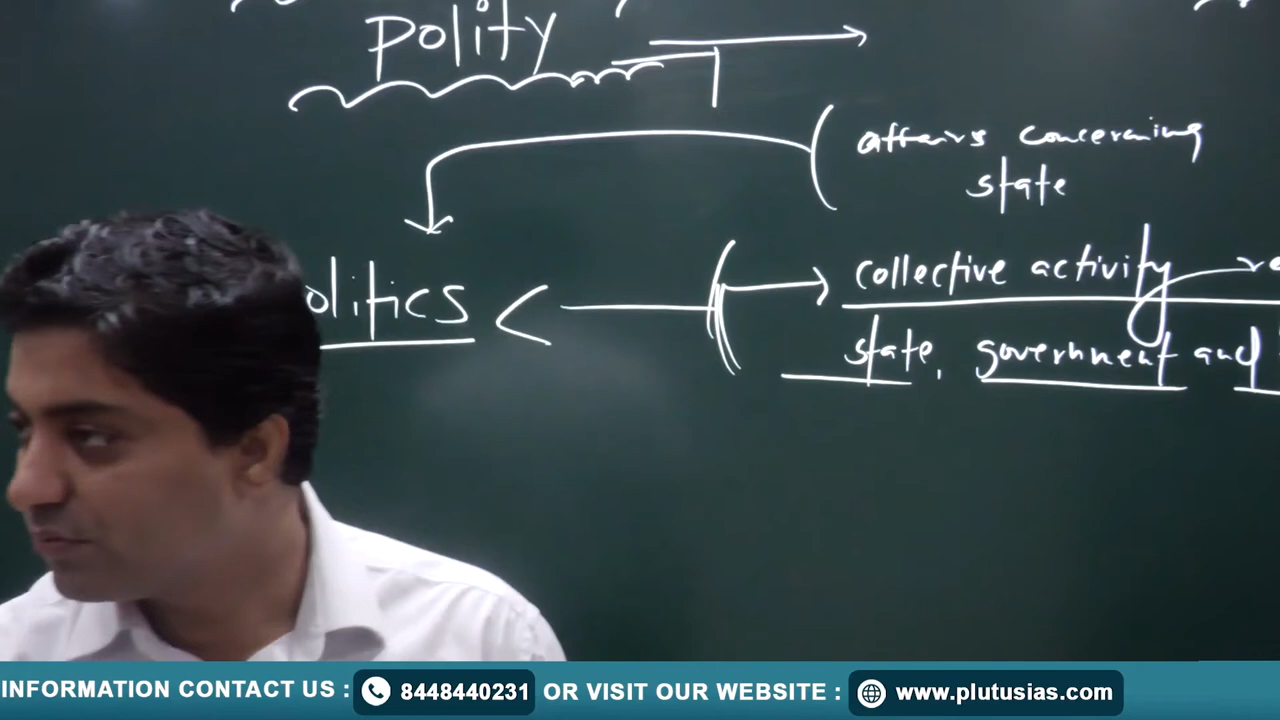 Polity
affairs concerning
state
collective activity
olitics
state, government and
INFORMATION CONTACT US : 8448440231 OR VISIT OUR WEBSITE : www.plutusias.com